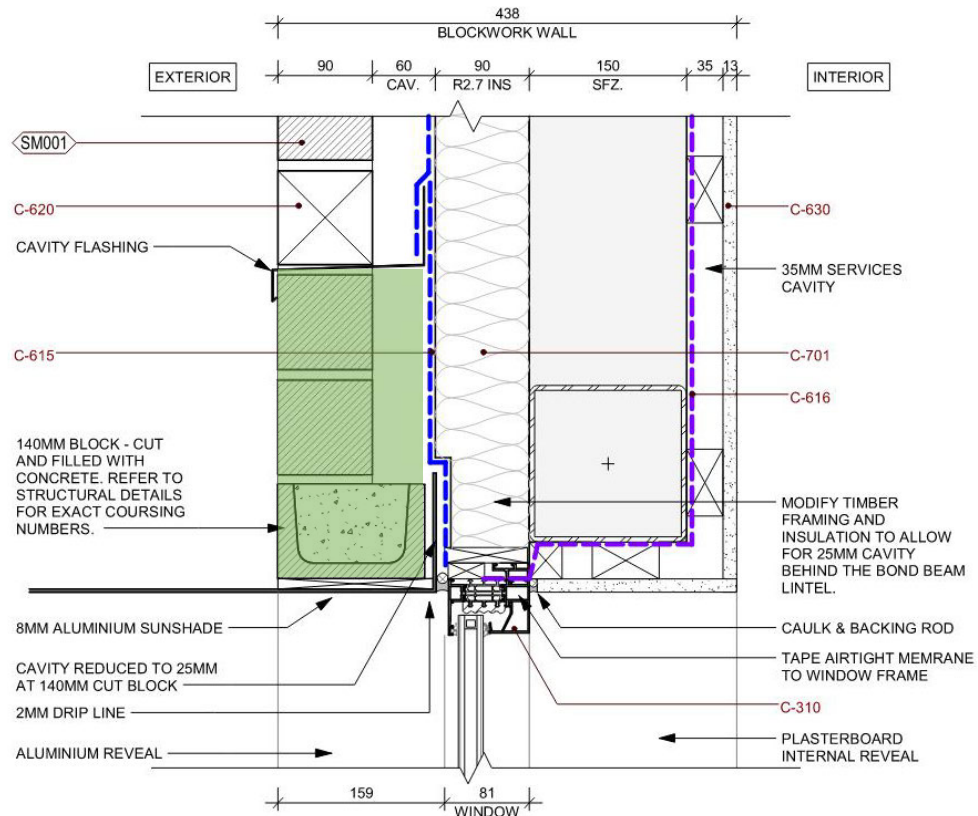 438
BLOCKWORK WALL
90 60 90 150 35 13
CAV. R2.7 INS SFZ.
EXTERIOR
INTERIOR
SM001
C-620
CAVITY FLASHING
C-615
140MM BLOCK - CUT
AND FILLED WITH
CONCRETE. REFER TO
STRUCTURAL DETAILS
FOR EXACT COURSING
NUMBERS.
8MM ALUMINIUM SUNSHADE
CAVITY REDUCED TO 25MM
AT 140MM CUT BLOCK
2MM DRIP LINE
ALUMINIUM REVEAL
C-630
35MM SERVICES
CAVITY
C-701
C-616
MODIFY TIMBER
FRAMING AND
INSULATION TO ALLOW
FOR 25MM CAVITY
BEHIND THE BOND BEAM
LINTEL.
CAULK & BACKING ROD
TAPE AIRTIGHT MEMRANE
TO WINDOW FRAME
C-310
PLASTERBOARD
INTERNAL REVEAL
159 81
WINDOW